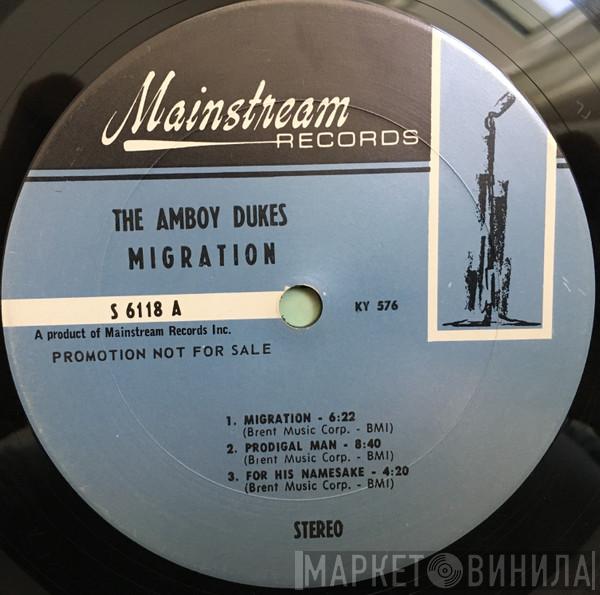 Mainstream
RECORDS
THE AMBOY DUKES
MIGRATION
S 6118 A
KY 576
A product of Mainstream Records Inc.
PROMOTION NOT FOR SALE
1. MIGRATION - 6:22
(Brent Music Corp. - BMI)
2. PRODIGAL MAN - 8:40
(Brent Music Corp. - BMI)
3. FOR HIS NAMESAKE - 4:20
(Brent Music Corp. - BMI)
STEREO
МАРКЕТ ВИНИЛА